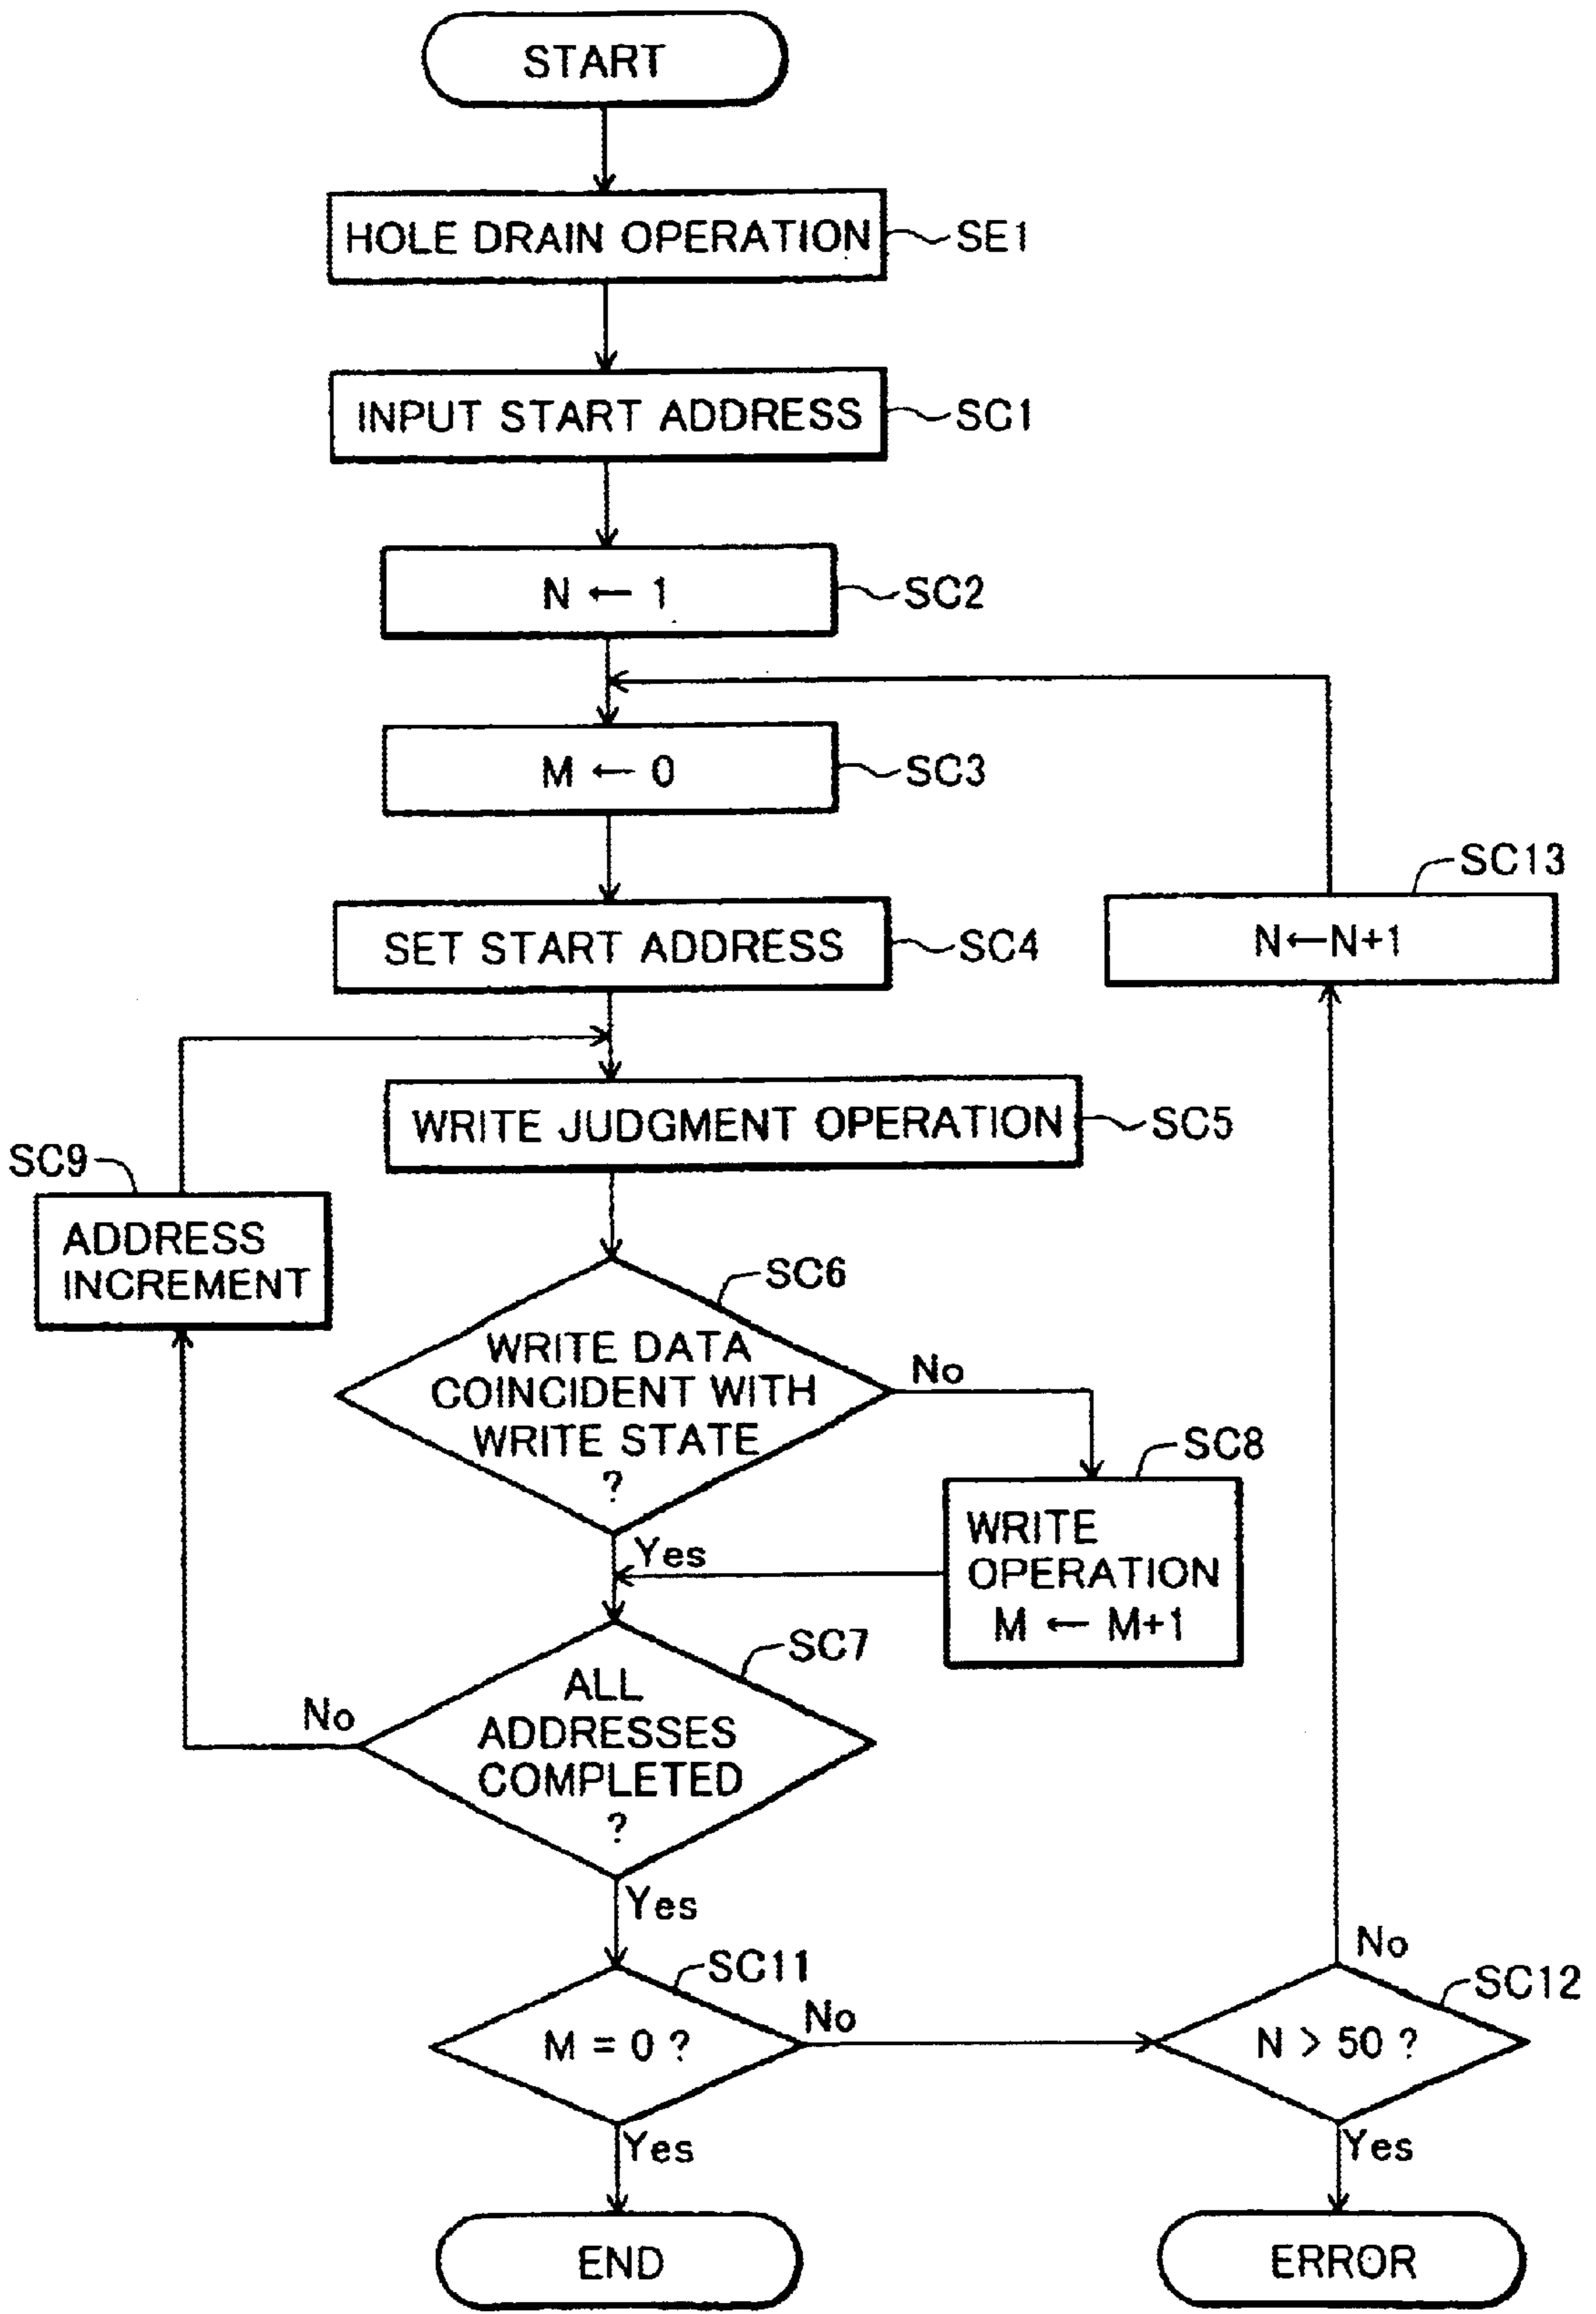 START
HOLE DRAIN OPERATION
SE1
INPUT START ADDRESS
SC1
N ← 1
SC2
M ← 0
SC3
SC13
SET START ADDRESS
SC4
N←N+1
WRITE JUDGMENT OPERATION
SC5
SC9
ADDRESS
INCREMENT
SC6
WRITE DATA
COINCIDENT WITH
WRITE STATE
?
No
SC8
WRITE
OPERATION
M ← M+1
Yes
SC7
ALL
ADDRESSES
COMPLETED
?
No
Yes
SC11
M = 0 ?
No
No
SC12
N > 50 ?
Yes
Yes
END
ERROR